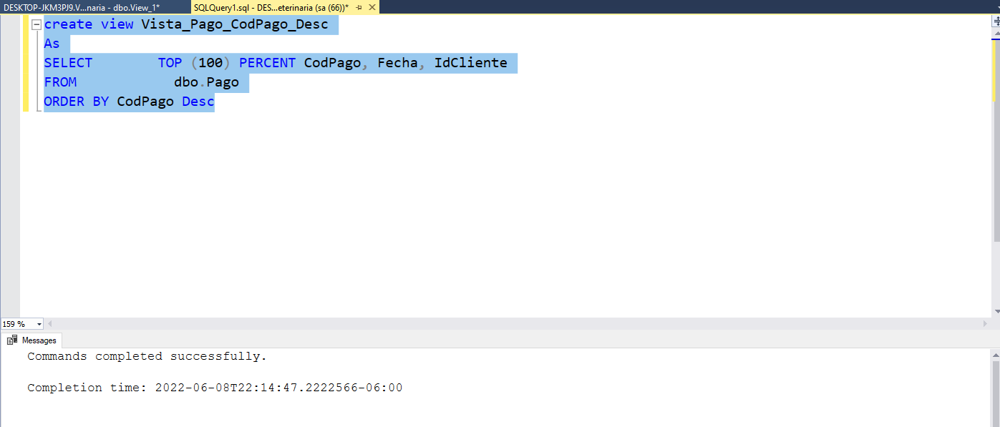 DESKTOP-JKM3PJ9.V...naria - dbo.View_1*
SQLQuery1.sql - DES...eterinaria (sa (66))*
create view Vista_Pago_CodPago_Desc
As
SELECT TOP (100) PERCENT CodPago, Fecha, IdCliente
FROM dbo.Pago
ORDER BY CodPago Desc
159 %
Messages
Commands completed successfully.
Completion time: 2022-06-08T22:14:47.2222566-06:00